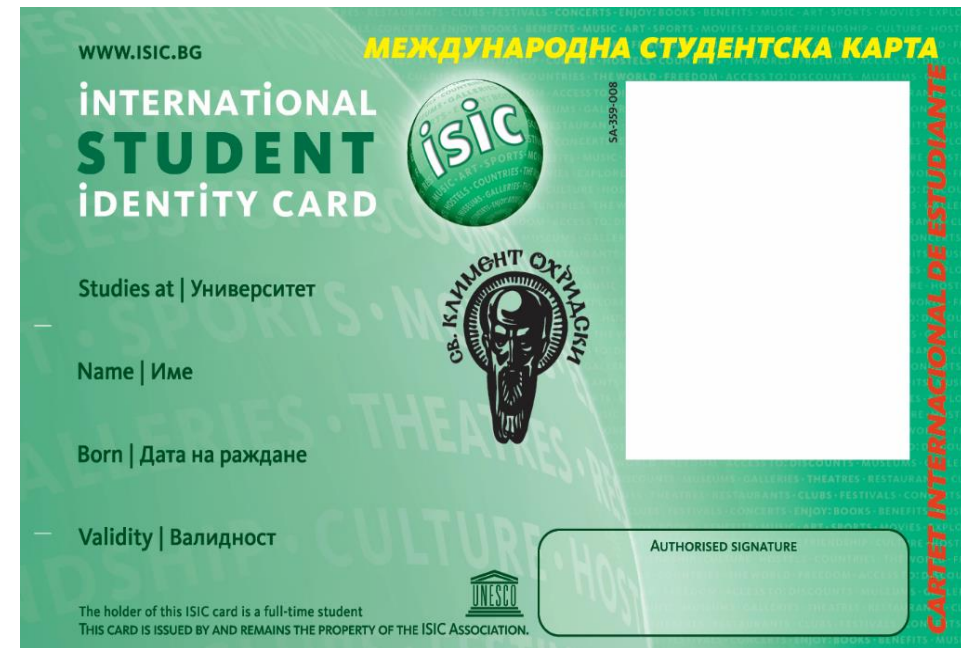 WWW.ISIC.BG
МЕЖДУНАРОДНА СТУДЕНТСКА КАРТА
iNTERNATiONAL
STUDENT
iDENTiTY CARD
isic
SA-359-008
CARTET INTERNACIONAL DE ESTUDIANTE
СВ. КЛИМЕНТ ОХРИДСКИ
Studies at | Университет
Name | Име
Born | Дата на раждане
Validity | Валидност
AUTHORISED SIGNATURE
UNESCO
The holder of this ISIC card is a full-time student
THIS CARD IS ISSUED BY AND REMAINS THE PROPERTY OF THE ISIC ASSOCIATION.